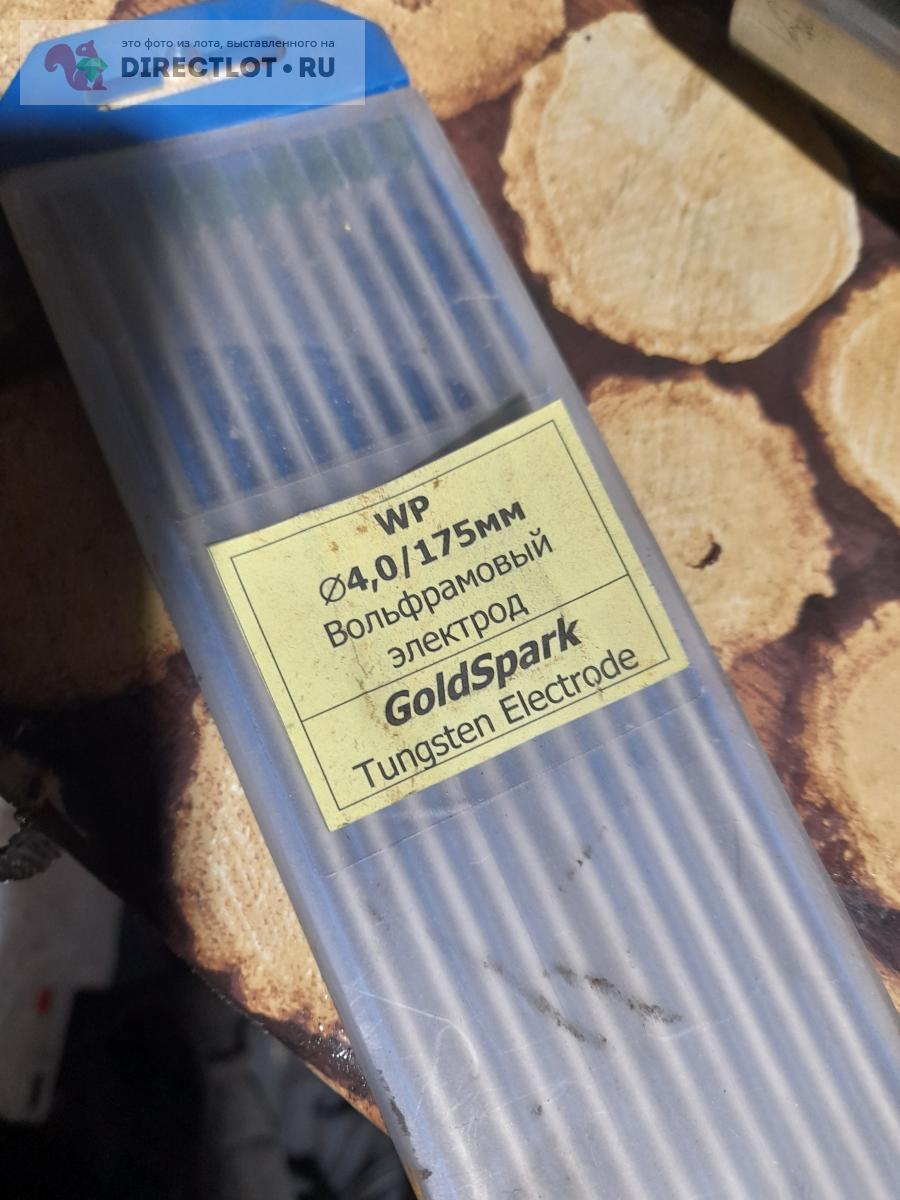 это фото из лота, выставленного на
DIRECTLOT•RU
WP
Ø4,0/175мм
Вольфрамовый
электрод
GoldSpark
Tungsten Electrode